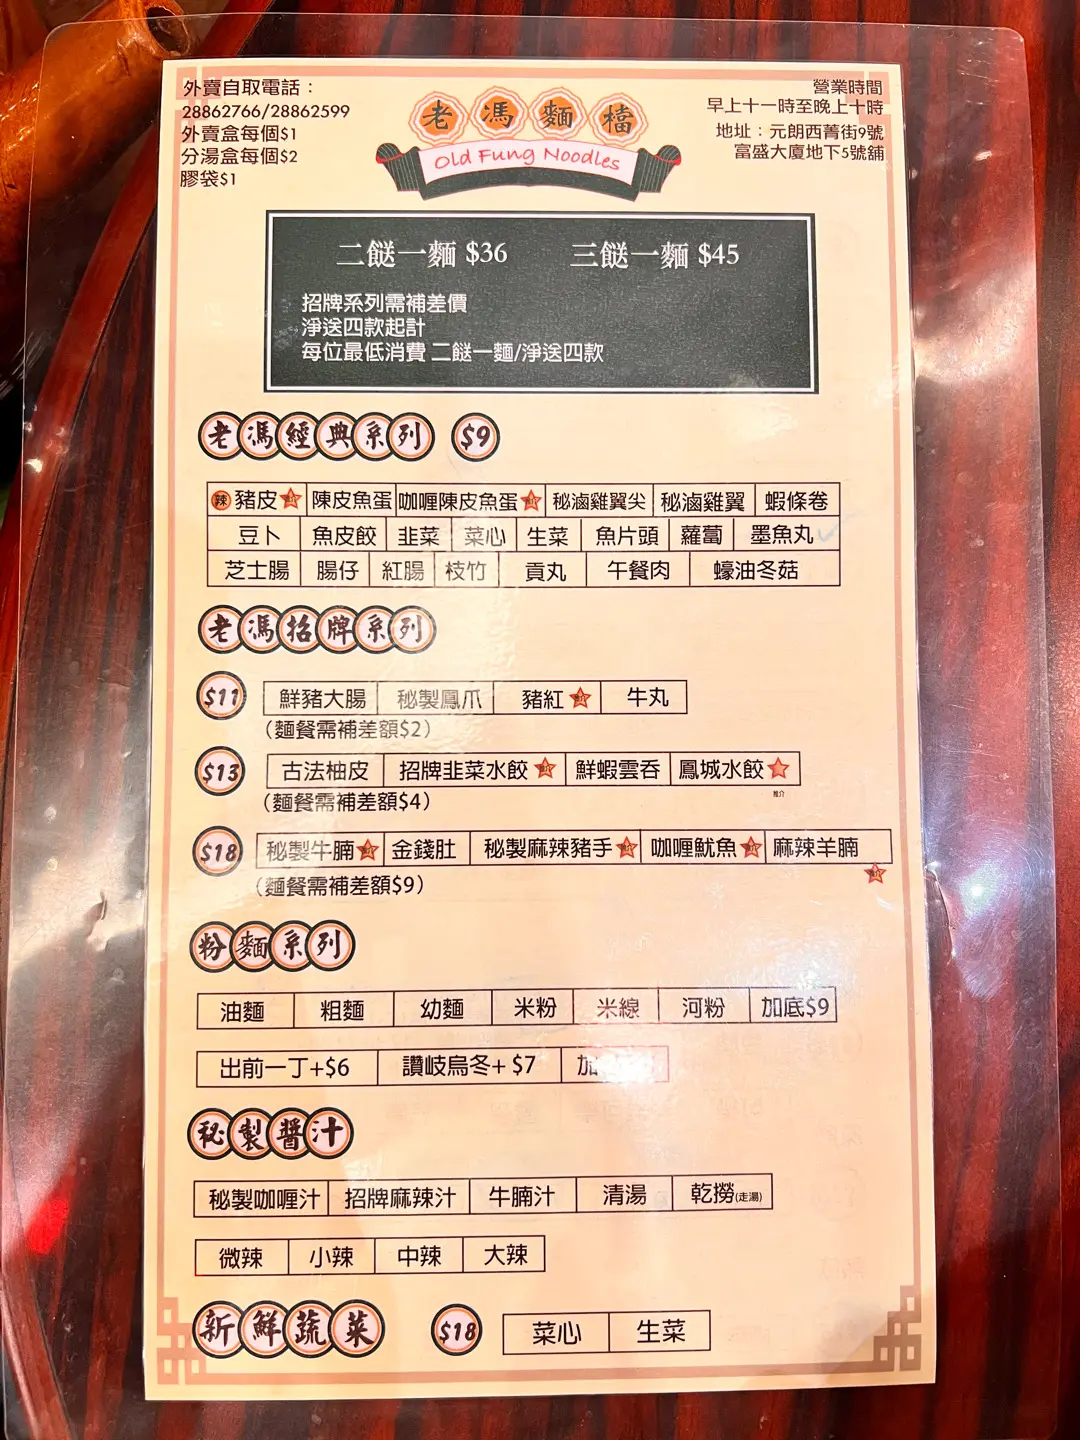 外賣自取電話：
28862766/28862599
外賣盒每個$1
分湯盒每個$2
膠袋$1
老馮麵檔
Old Fung Noodles
營業時間
早上十一時至晚上十時
地址：元朗西菁街9號
富盛大廈地下5號舖
二餸一麵 $36 三餸一麵 $45
招牌系列需補差價
淨送四款起計
每位最低消費 二餸一麵/淨送四款
老馮經典系列 $9
辣 豬皮 陳皮魚蛋 咖喱陳皮魚蛋 秘滷雞翼尖 秘滷雞翼 蝦條卷
豆卜 魚皮餃 韭菜 菜心 生菜 魚片頭 蘿蔔 墨魚丸
芝士腸 腸仔 紅腸 枝竹 貢丸 午餐肉 蠔油冬菇
老馮招牌系列
$11 鮮豬大腸 秘製鳳爪 豬紅 牛丸
（麵餐需補差額$2）
$13 古法柚皮 招牌韭菜水餃 鮮蝦雲吞 鳳城水餃
推介
（麵餐需補差額$4）
$18 秘製牛腩 金錢肚 秘製麻辣豬手 咖喱魷魚 麻辣羊腩
（麵餐需補差額$9）
粉麵系列
油麵 粗麵 幼麵 米粉 米線 河粉 加底$9
出前一丁+$6 讚岐烏冬+ $7 加
秘製醬汁
秘製咖喱汁 招牌麻辣汁 牛腩汁 清湯 乾撈(走湯)
微辣 小辣 中辣 大辣
新鮮蔬菜 $18 菜心 生菜